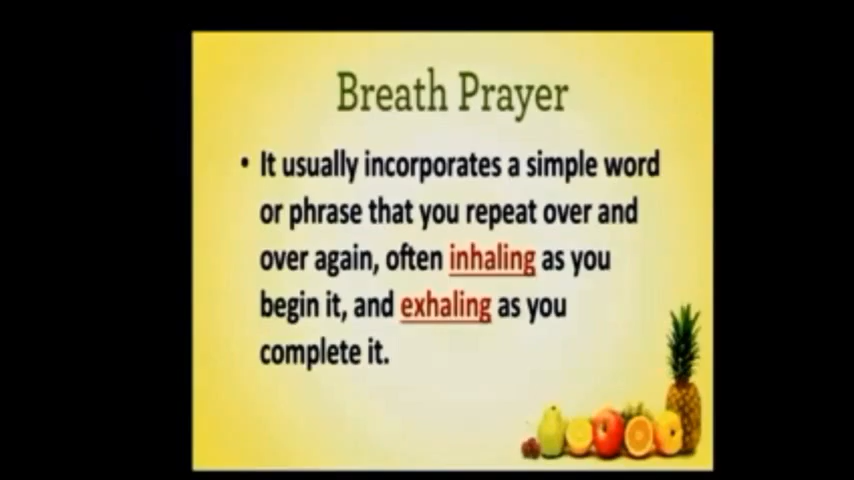 Breath Prayer
• It usually incorporates a simple word
or phrase that you repeat over and
over again, often inhaling as you
begin it, and exhaling as you
complete it.